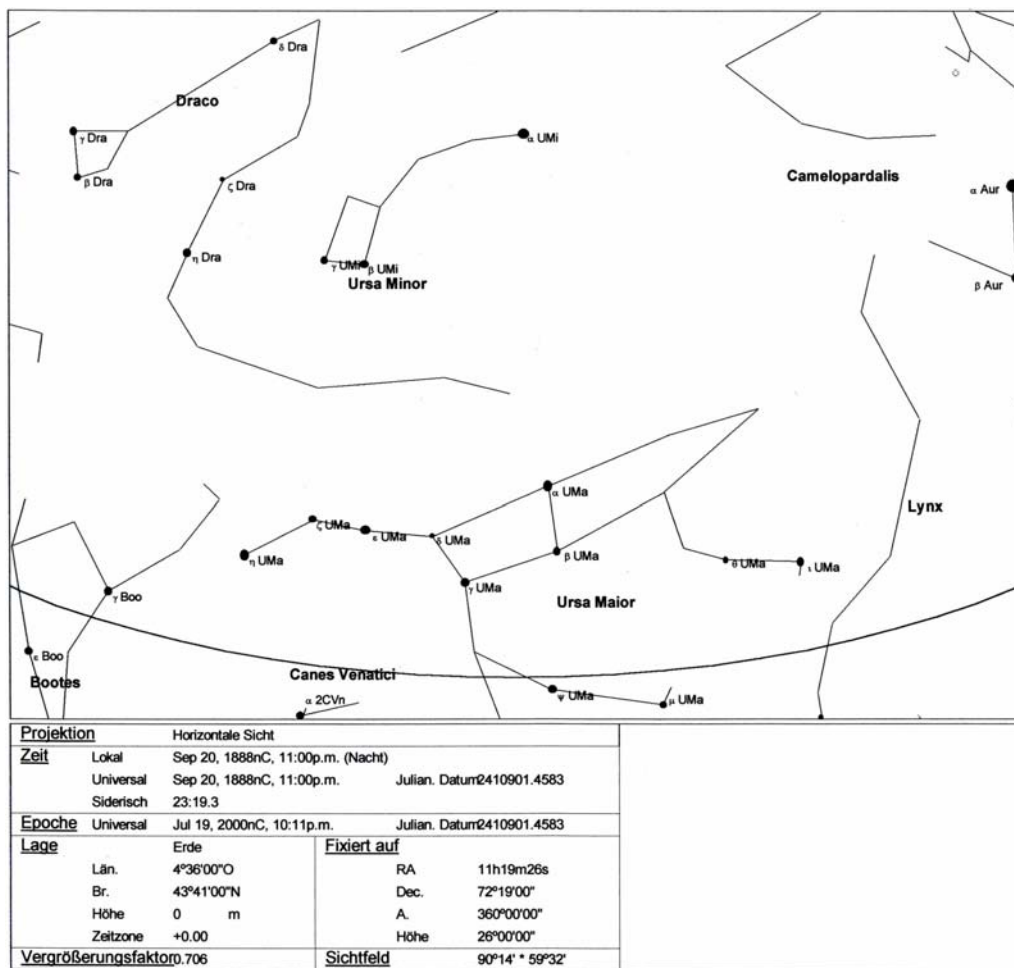 δ Dra
Draco
γ Dra
α UMi
β Dra
ζ Dra
Camelopardalis
α Aur
η Dra
γ UMi
β UMi
Ursa Minor
β Aur
α UMa
Lynx
ζ UMa
ε UMa
δ UMa
η UMa
β UMa
θ UMa
ι UMa
γ UMa
γ Boo
Ursa Maior
ε Boo
Bootes
Canes Venatici
α 2CVn
Ψ UMa
μ UMa
Projektion Horizontale Sicht
Zeit Lokal Sep 20, 1888nC, 11:00p.m. (Nacht)
Universal Sep 20, 1888nC, 11:00p.m. Julian. Datum2410901.4583
Siderisch 23:19.3
Epoche Universal Jul 19, 2000nC, 10:11p.m. Julian. Datum2410901.4583
Lage Erde Fixiert auf
Län. 4º36'00"O RA 11h19m26s
Br. 43º41'00"N Dec. 72º19'00"
Höhe 0 m A. 360º00'00"
Zeitzone +0.00 Höhe 26º00'00"
Vergrößerungsfaktor0.706 Sichtfeld 90º14' * 59º32'